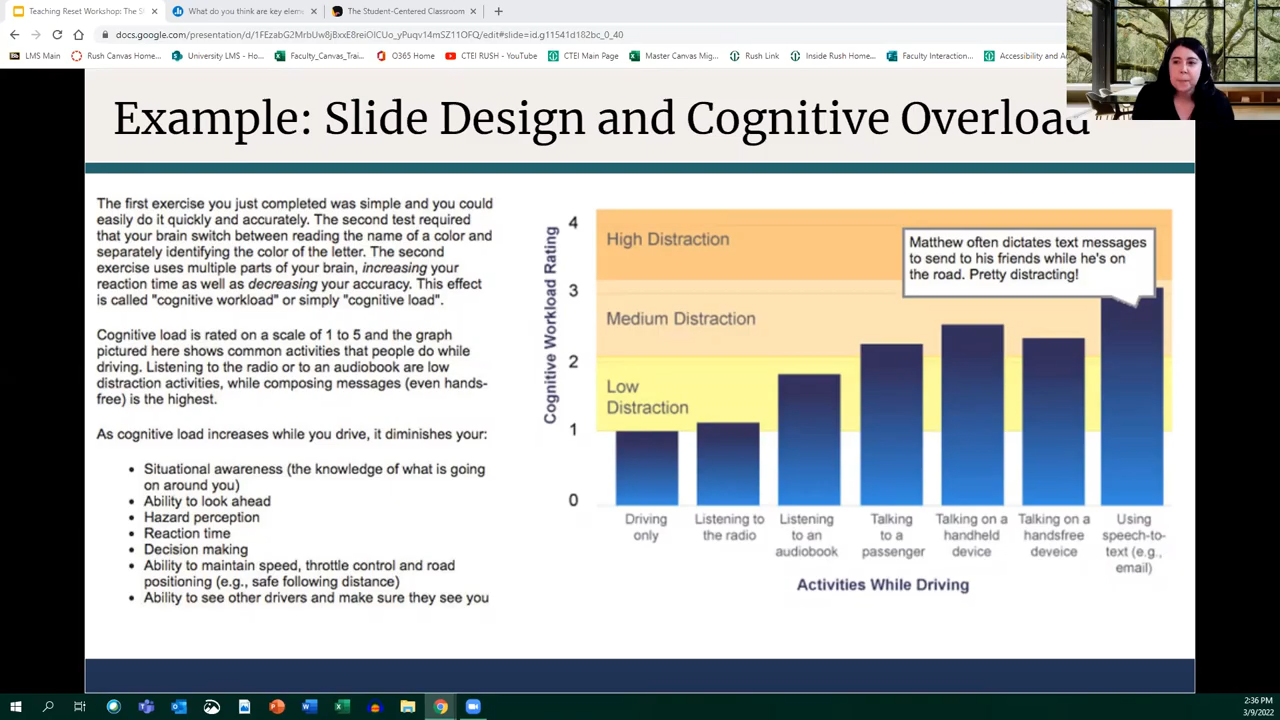 Teaching Reset Workshop: The S
What do you think are key elem
The Student-Centered Classroom
docs.google.com/presentation/d/1FEzabG2MrbUw8jBxxE8reiOlCUo_yPuqv14mSZ11OFQ/edit#slide=id.g11541d182bc_0_40
LMS Main
Rush Canvas Home...
University LMS - Ho...
Faculty_Canvas_Trai...
O365 Home
CTEI RUSH - YouTube
CTEI Main Page
Master Canvas Mig...
Rush Link
Inside Rush Home...
Faculty Interaction...
Accessibility and A
Example: Slide Design and Cognitive Overload
The first exercise you just completed was simple and you could
easily do it quickly and accurately. The second test required
that your brain switch between reading the name of a color and
separately identifying the color of the letter. The second
exercise uses multiple parts of your brain, increasing your
reaction time as well as decreasing your accuracy. This effect
is called "cognitive workload" or simply "cognitive load".
Cognitive load is rated on a scale of 1 to 5 and the graph
pictured here shows common activities that people do while
driving. Listening to the radio or to an audiobook are low
distraction activities, while composing messages (even hands-
free) is the highest.
As cognitive load increases while you drive, it diminishes your:
• Situational awareness (the knowledge of what is going
on around you)
• Ability to look ahead
• Hazard perception
• Reaction time
• Decision making
• Ability to maintain speed, throttle control and road
positioning (e.g., safe following distance)
• Ability to see other drivers and make sure they see you
Cognitive Workload Rating
4
3
2
1
0
High Distraction
Medium Distraction
Low
Distraction
Matthew often dictates text messages
to send to his friends while he's on
the road. Pretty distracting!
Driving
only
Listening to
the radio
Listening
to an
audiobook
Talking
to a
passenger
Talking on a
handheld
device
Talking on a
handsfree
deveice
Using
speech-to-
text (e.g.,
email)
Activities While Driving
2:36 PM
3/9/2022